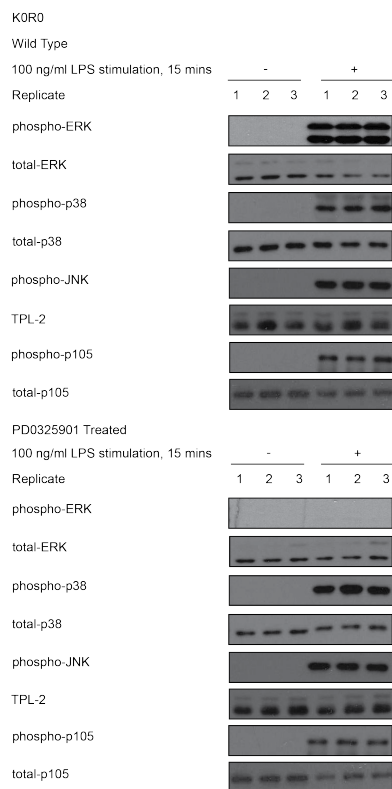 K0R0
Wild Type
100 ng/ml LPS stimulation, 15 mins - +
Replicate 1 2 3 1 2 3
phospho-ERK
total-ERK
phospho-p38
total-p38
phospho-JNK
TPL-2
phospho-p105
total-p105
PD0325901 Treated
100 ng/ml LPS stimulation, 15 mins - +
Replicate 1 2 3 1 2 3
phospho-ERK
total-ERK
phospho-p38
total-p38
phospho-JNK
TPL-2
phospho-p105
total-p105